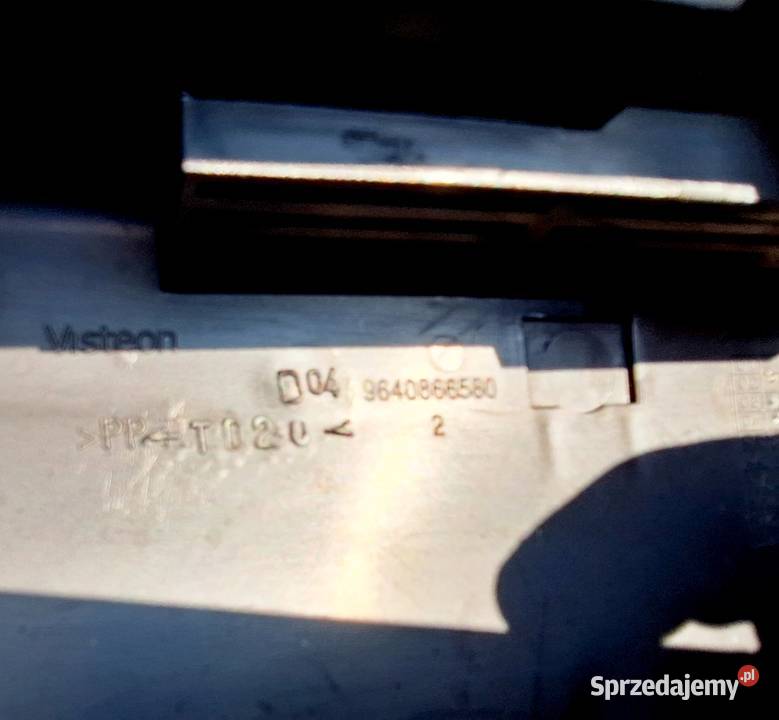 Visteon
D04 9640866580
>PP-T020<
2
Sprzedajemy.pl